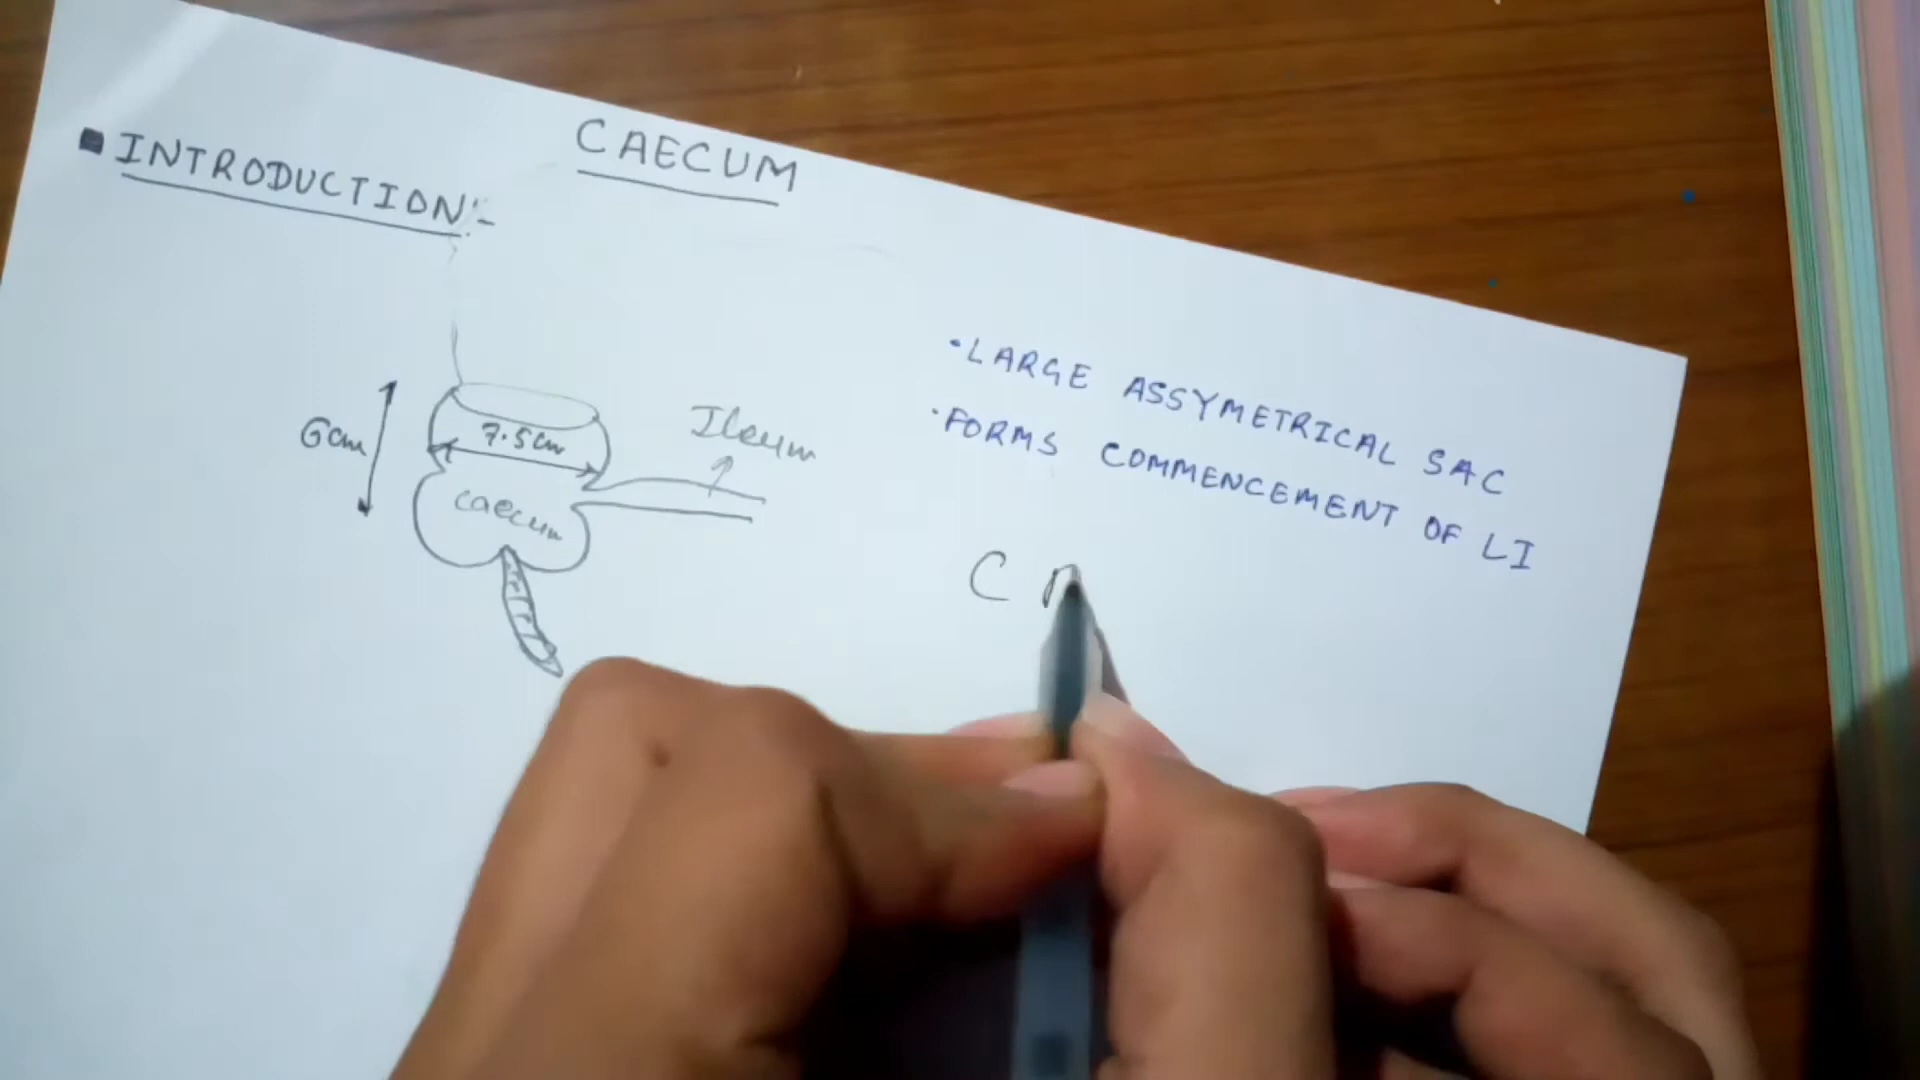 CAECUM
■ INTRODUCTION:-
6cm
7.5cm
Ileum
caecum
•LARGE ASSYMETRICAL SAC
•FORMS COMMENCEMENT OF LI
C